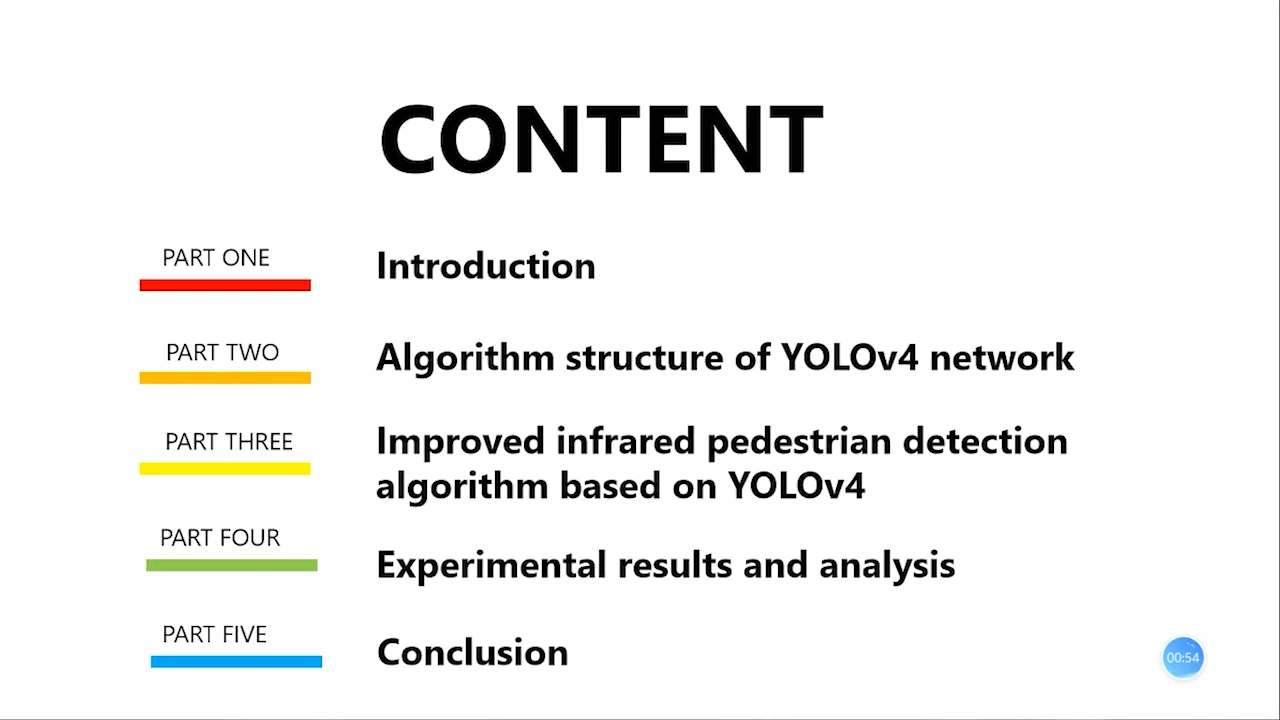 CONTENT
PART ONE
Introduction
PART TWO
Algorithm structure of YOLOv4 network
PART THREE
Improved infrared pedestrian detection
algorithm based on YOLOv4
PART FOUR
Experimental results and analysis
PART FIVE
Conclusion
00:54